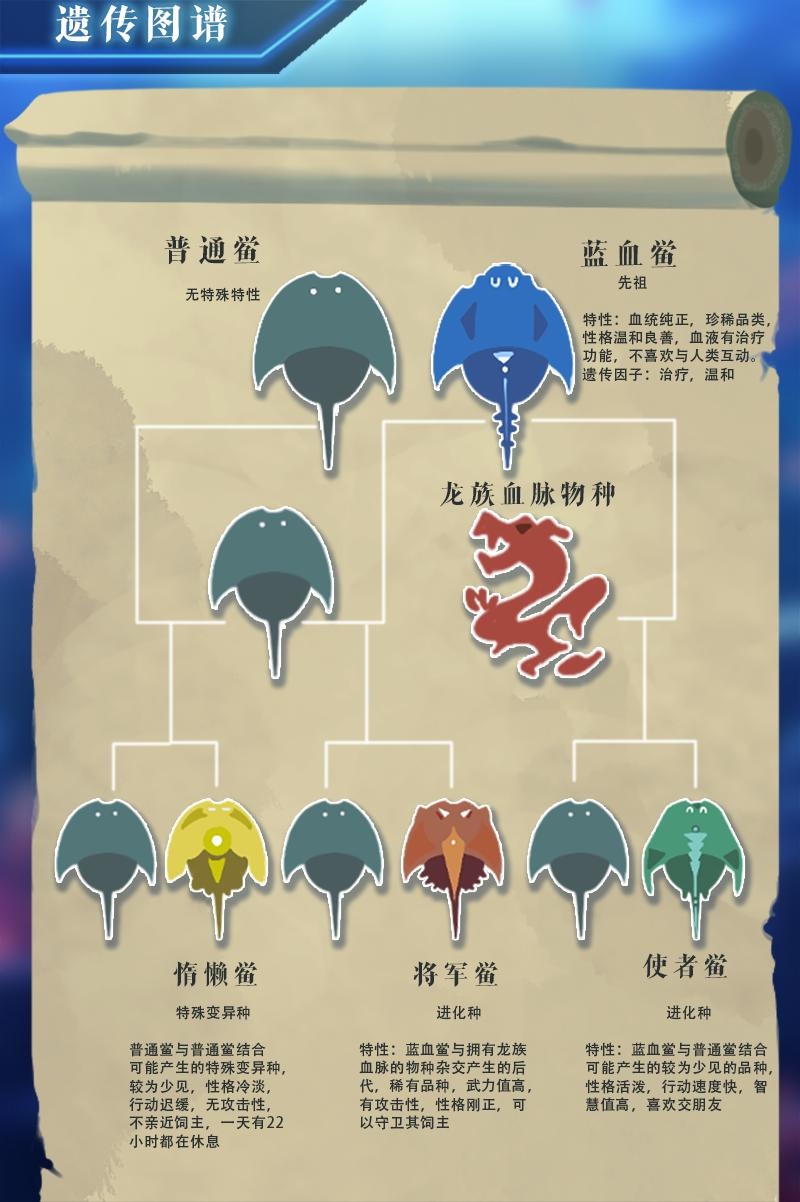 遗传图谱
普通鲎
无特殊特性
蓝血鲎
先祖
特性：血统纯正，珍稀品类，
性格温和良善，血液有治疗
功能，不喜欢与人类互动。
遗传因子：治疗，温和
龙族血脉物种
惰懒鲎
特殊变异种
普通鲎与普通鲎结合
可能产生的特殊变异种，
较为少见，性格冷淡，
行动迟缓，无攻击性，
不亲近饲主，一天有22
小时都在休息
将军鲎
进化种
特性：蓝血鲎与拥有龙族
血脉的物种杂交产生的后
代，稀有品种，武力值高，
有攻击性，性格刚正，可
以守卫其饲主
使者鲎
进化种
特性：蓝血鲎与普通鲎结合
可能产生的较为少见的品种，
性格活泼，行动速度快，智
慧值高，喜欢交朋友